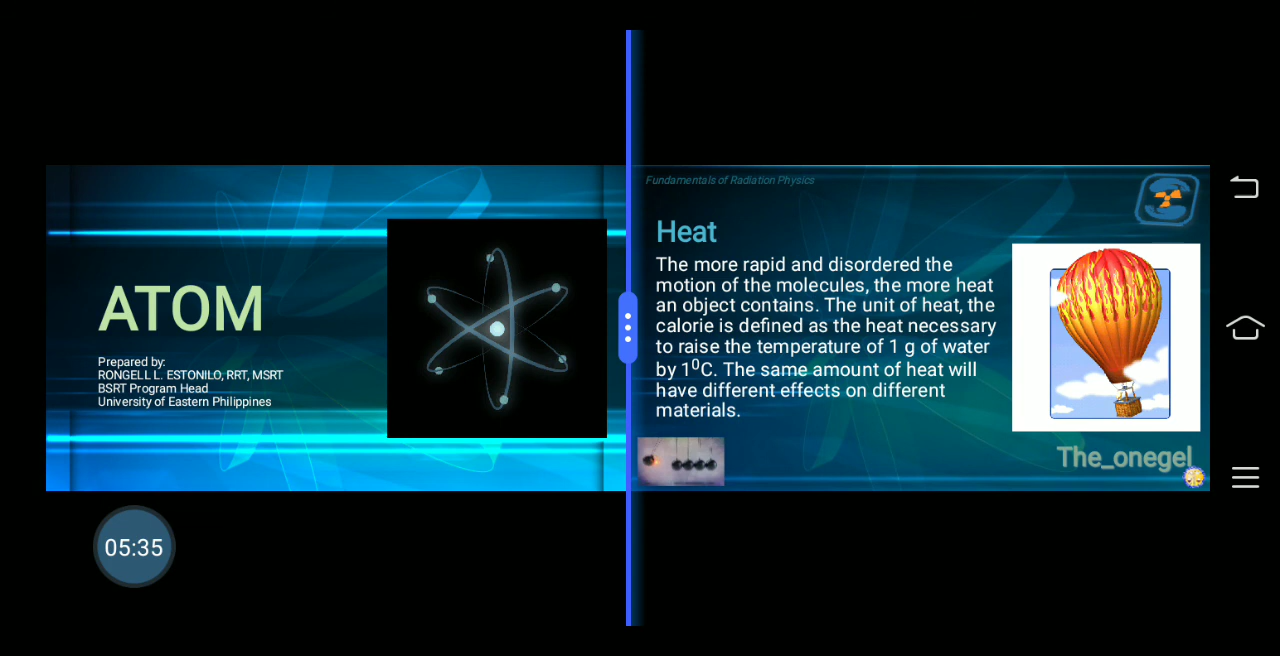 ATOM
Prepared by:
RONGELL L. ESTONILO, RRT, MSRT
BSRT Program Head
University of Eastern Philippines
05:35
Fundamentals of Radiation Physics
Heat
The more rapid and disordered the
motion of the molecules, the more heat
an object contains. The unit of heat, the
calorie is defined as the heat necessary
to raise the temperature of 1 g of water
by 1⁰C. The same amount of heat will
have different effects on different
materials.
The_onegel